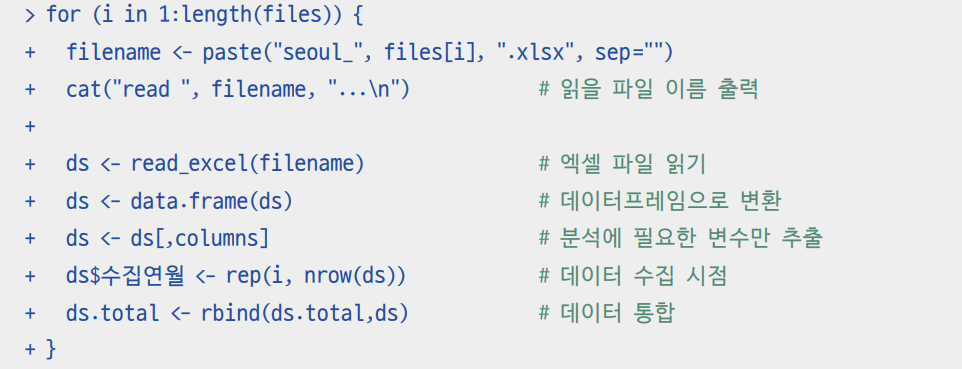 > for (i in 1:length(files)) {
+   filename <- paste("seoul_", files[i], ".xlsx", sep="")
+   cat("read ", filename, "...\n")             # 읽을 파일 이름 출력
+
+   ds <- read_excel(filename)                  # 엑셀 파일 읽기
+   ds <- data.frame(ds)                        # 데이터프레임으로 변환
+   ds <- ds[,columns]                          # 분석에 필요한 변수만 추출
+   ds$수집연월 <- rep(i, nrow(ds))             # 데이터 수집 시점
+   ds.total <- rbind(ds.total,ds)              # 데이터 통합
+ }